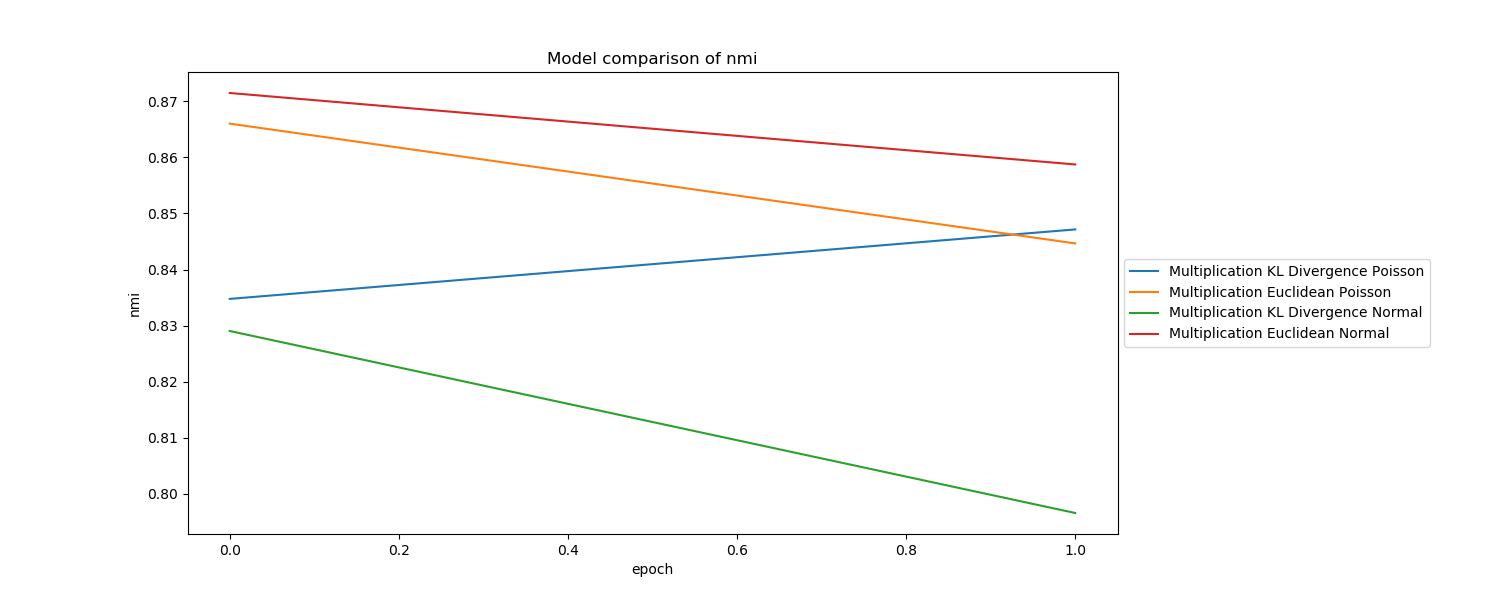 Model comparison of nmi
0.87
0.86
0.85
0.84
0.83
0.82
0.81
0.80
nmi
0.0 0.2 0.4 0.6 0.8 1.0
epoch
Multiplication KL Divergence Poisson
Multiplication Euclidean Poisson
Multiplication KL Divergence Normal
Multiplication Euclidean Normal